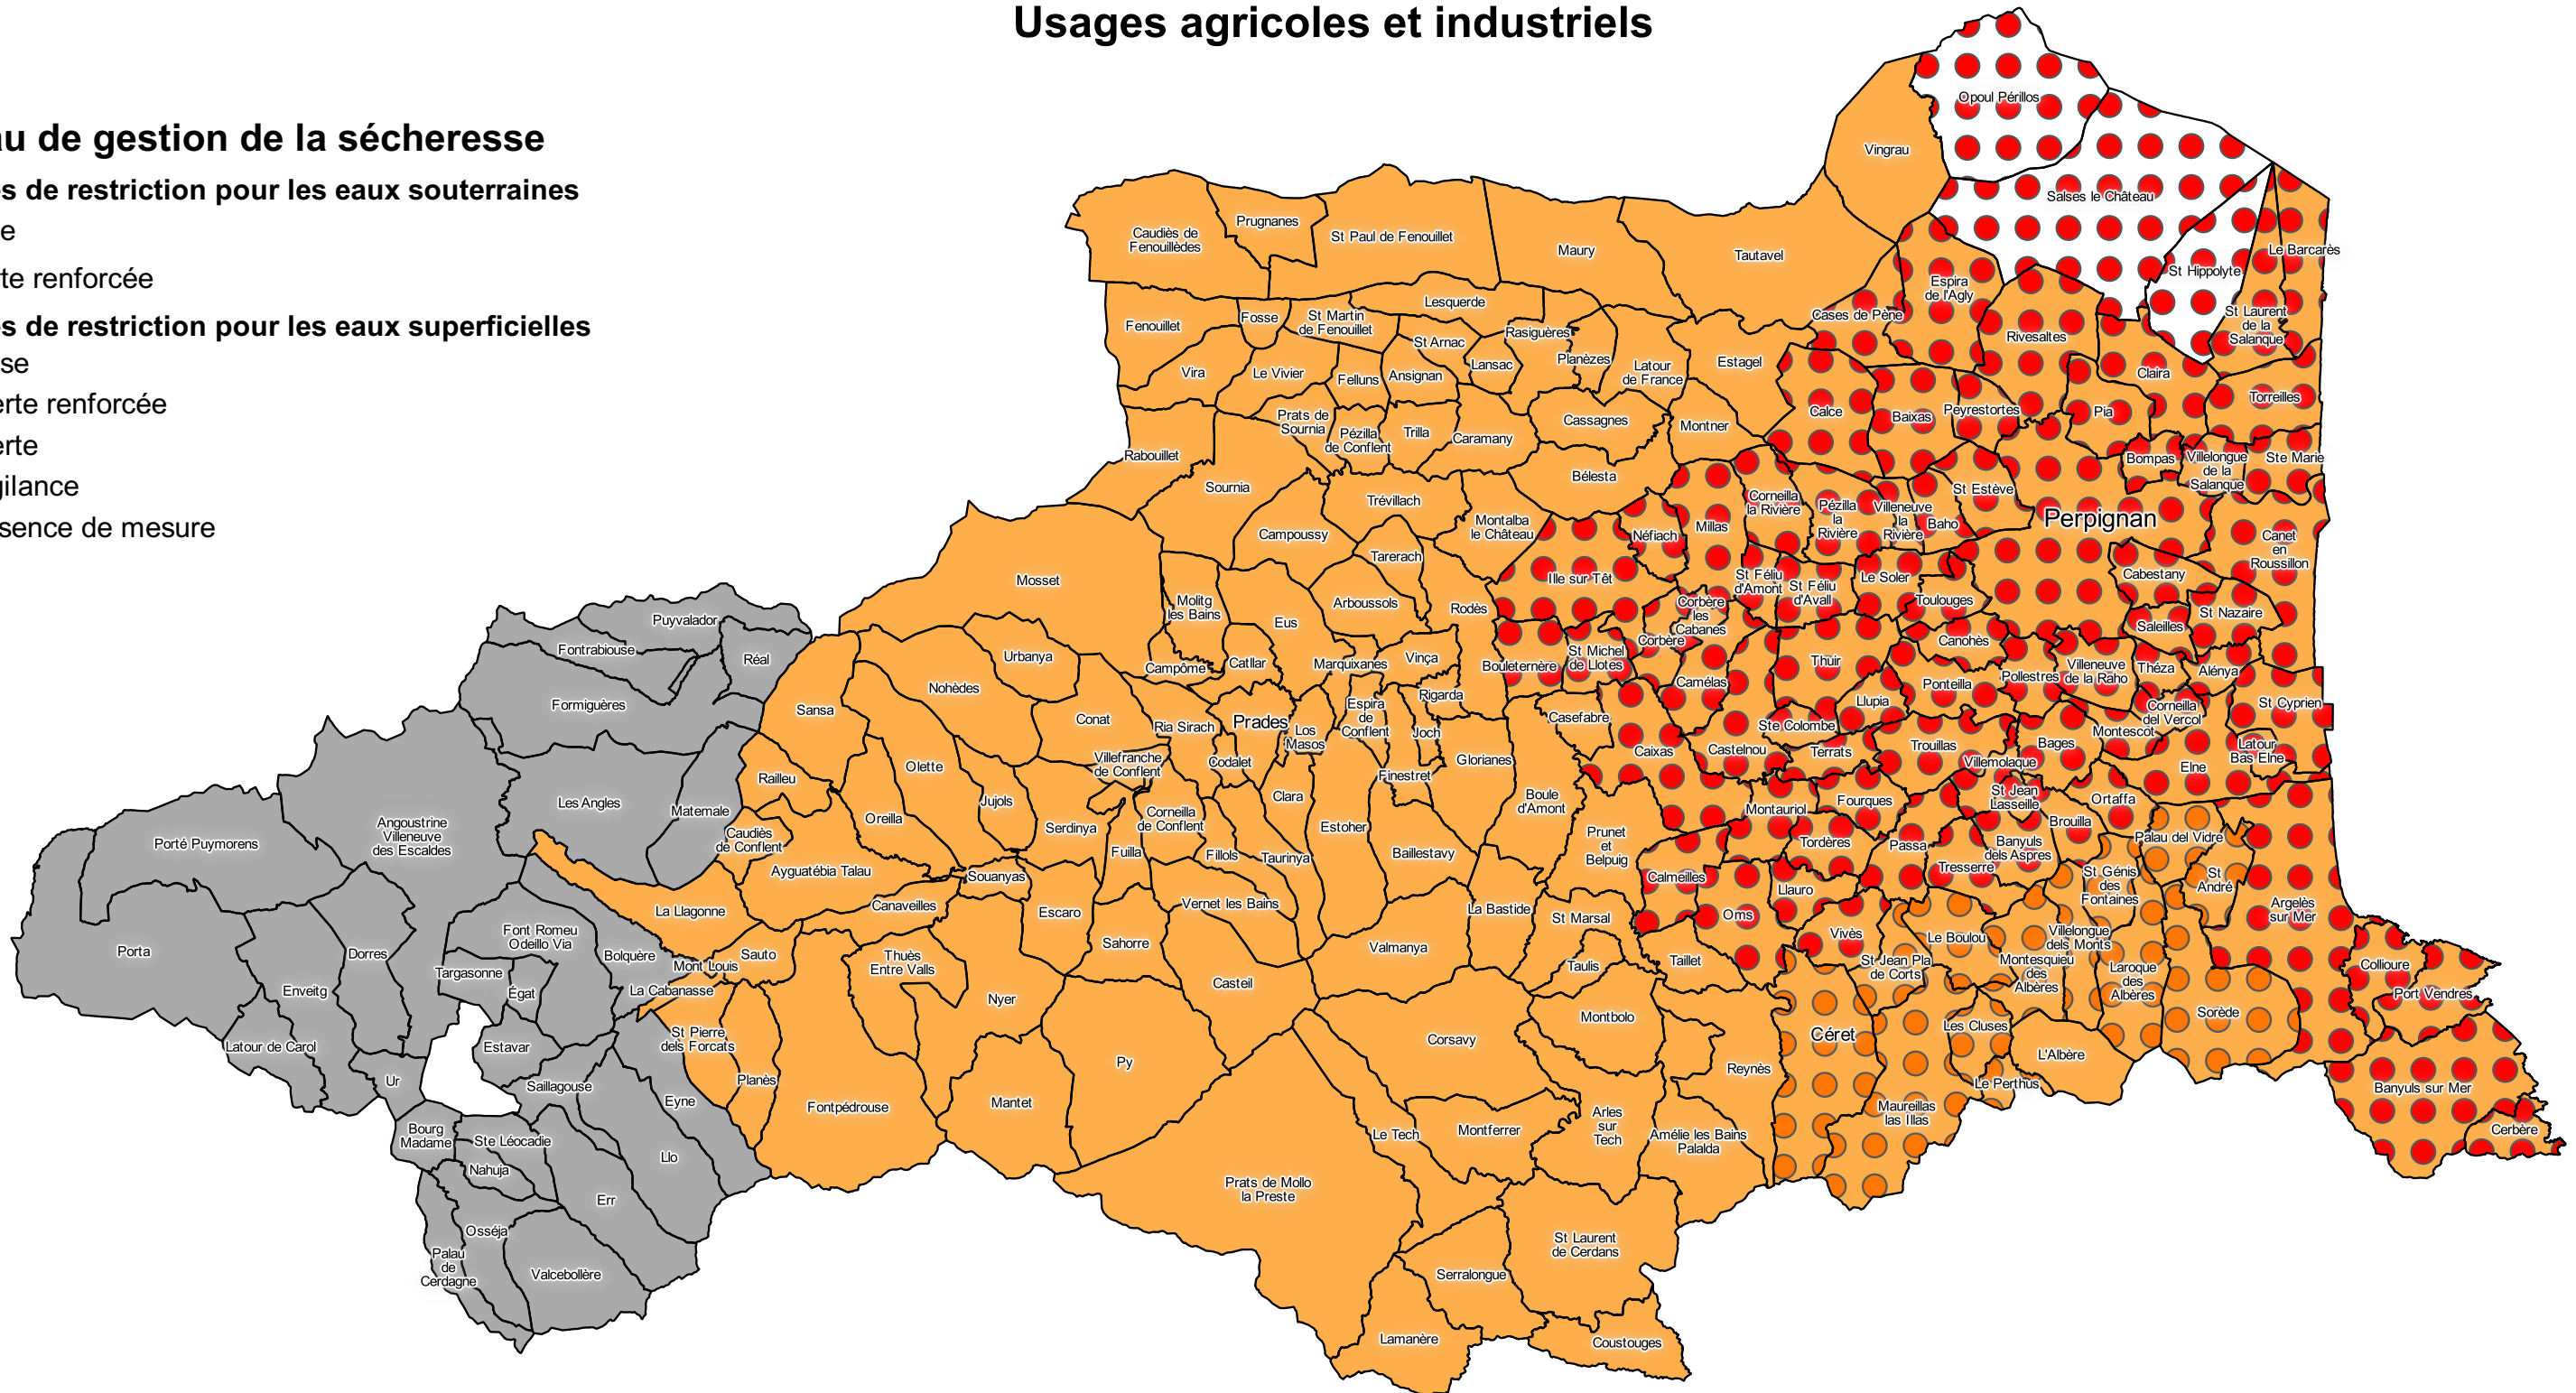 Usages agricoles et industriels
au de gestion de la sécheresse
s de restriction pour les eaux souterraines
e
te renforcée
s de restriction pour les eaux superficielles
se
erte renforcée
erte
gilance
sence de mesure
Opoul Périllos
Vingrau
Salses le Château
Prugnanes
Caudiès de
Fenouillèdes
St Paul de Fenouillet
Maury
Tautavel
Le Barcarès
St Hippolyte
Espira
de l'Agly
Lesquerde
Cases de Pène
St Laurent
de la
Salanque
Fenouillet
Fosse
St Martin
de Fenouillet
Rasiguères
St Arnac
Rivesaltes
Planèzes
Lansac
Latour
de France
Estagel
Vira
Le Vivier
Felluns
Ansignan
Claira
Torreilles
Calce
Baixas
Peyrestortes
Pia
Prats de
Sournia
Pézilla
de Conflent
Trilla
Caramany
Cassagnes
Montner
Rabouillet
Bompas
Villelongue
de la
Salanque
Ste Marie
Sournia
Bélesta
St Estève
Trévillach
Corneilla
la Rivière
Pézilla
la
Rivière
Villeneuve
la
Rivière
Baho
Perpignan
Campoussy
Montalba
le Château
Néfiach
Millas
Canet
en
Roussillon
Tarerach
Mosset
Ille sur Têt
St Féliu
d'Amont
St Féliu
d'Avall
Le Soler
Cabestany
Molitg
les Bains
Arboussols
Rodès
Corbère
les
Cabanes
Toulouges
St Nazaire
Eus
Puyvalador
Saleilles
Corbère
Canohès
Fontrabiouse
Réal
Urbanya
Campôme
Catllar
Marquixanes
Vinça
Bouleternère
St Michel
de Llotes
Thuir
Villeneuve
de la Raho
Théza
Alénya
Pollestres
Camélas
Ponteilla
Nohèdes
Rigarda
Formiguères
Sansa
Conat
Ria Sirach
Prades
Los
Masos
Espira
de
Conflent
Joch
Casefabre
Llupia
St Cyprien
Corneilla
del Vercol
Ste Colombe
Montescot
Villefranche
de Conflent
Codalet
Glorianes
Caixas
Castelnou
Terrats
Trouillas
Bages
Latour
Bas Elne
Villemolaque
Elne
Railleu
Olette
Finestret
Les Angles
Matemale
Jujols
Clara
Boule
d'Amont
Montauriol
Fourques
St Jean
Lasseille
Ortaffa
Oreilla
Serdinya
Corneilla
de Conflent
Estoher
Brouilla
Palau del Vidre
Porté Puymorens
Angoustrine
Villeneuve
des Escaldes
Caudiès
de Conflent
Prunet
et
Belpuig
Tordères
Passa
Banyuls
dels Aspres
Tresserre
Fuilla
Fillols
Taurinya
Baillestavy
Ayguatébia Talau
Souanyas
Calmeilles
Llauro
St Génis
des
Fontaines
St
André
Argelès
sur Mer
La Llagonne
Canaveilles
Escaro
Vernet les Bains
La Bastide
St Marsal
Oms
Porta
Dorres
Font Romeu
Odeillo Via
Bolquère
Sauto
Mont Louis
Thuès
Entre Valls
Sahorre
Valmanya
Vivès
Le Boulou
Villelongue
dels Monts
Taillet
Taulis
St Jean Pla
de Corts
Montesquieu
des
Albères
Laroque
des
Albères
Collioure
Port Vendres
Targasonne
Égat
Enveitg
La Cabanasse
Nyer
Casteil
Sorède
Montbolo
Céret
Les Cluses
St Pierre
dels Forcats
Corsavy
Latour de Carol
Estavar
L'Albère
Py
Reynès
Ur
Saillagouse
Planès
Le Perthus
Banyuls sur Mer
Eyne
Fontpédrouse
Mantet
Maureillas
las Illas
Bourg
Madame
Ste Léocadie
Le Tech
Montferrer
Arles
sur
Tech
Amélie les Bains
Palalda
Cerbère
Nahuja
Llo
Err
Prats de Mollo
la Preste
Osséja
St Laurent
de Cerdans
Palau
de
Cerdagne
Valcebollère
Serralongue
Lamanère
Coustouges